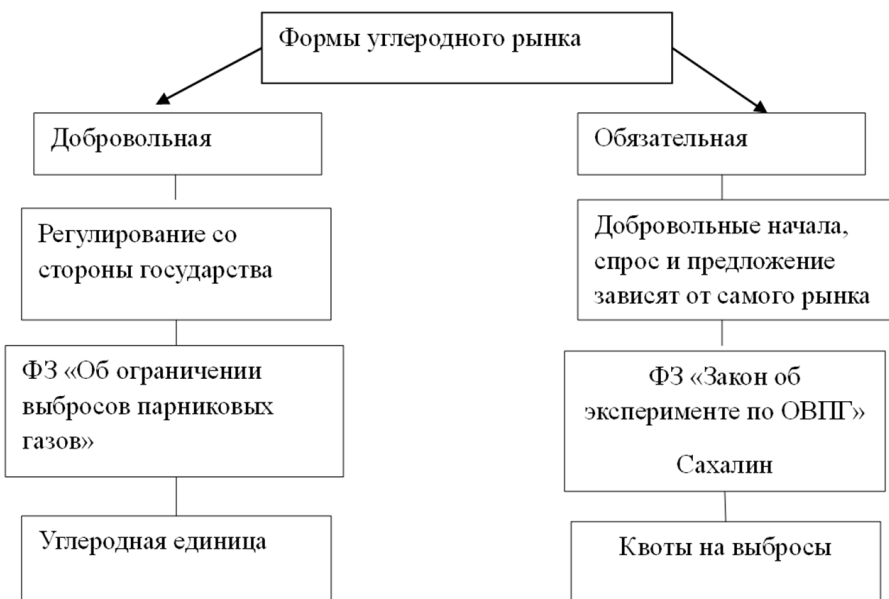 Формы углеродного рынка
Добровольная
Обязательная
Регулирование со
стороны государства
Добровольные начала,
спрос и предложение
зависят от самого рынка
ФЗ «Об ограничении
выбросов парниковых
газов»
ФЗ «Закон об
эксперименте по ОВПГ»
Сахалин
Углеродная единица
Квоты на выбросы